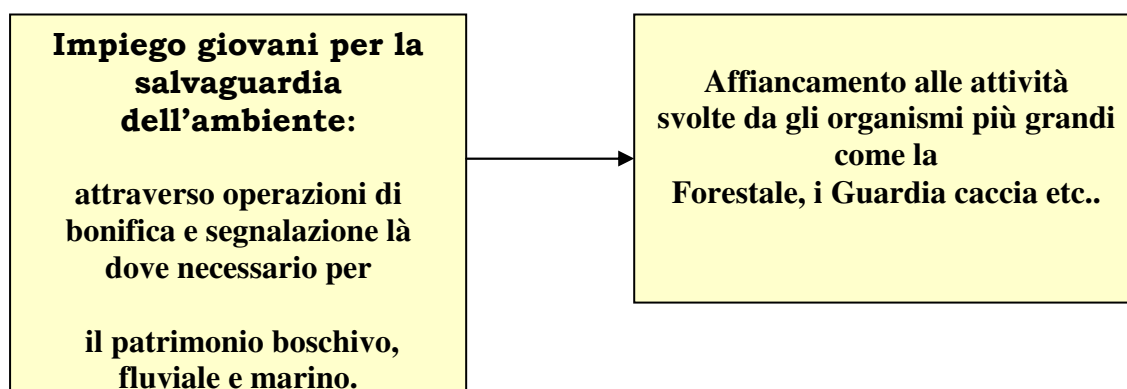 Impiego giovani per la
salvaguardia
dell'ambiente:
attraverso operazioni di
bonifica e segnalazione là
dove necessario per
il patrimonio boschivo,
fluviale e marino.
Affiancamento alle attività
svolte da gli organismi più grandi
come la
Forestale, i Guardia caccia etc..